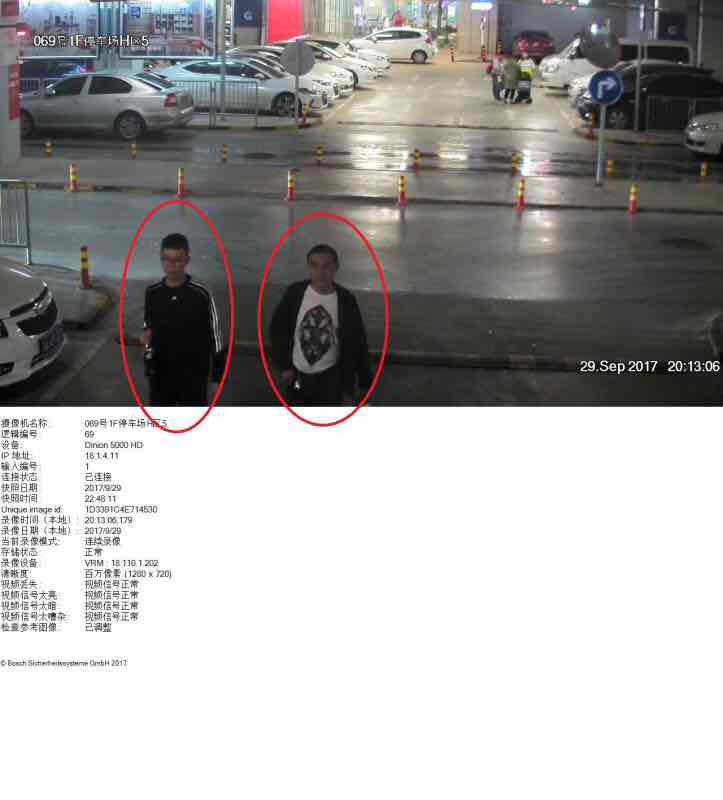 069号1F停车场H区5
29.Sep 2017 20:13:06
摄像机名称: 069号1F停车场H区5
逻辑编号: 69
设备: Dinion 5000 HD
IP 地址: 18.1.4.11
输入编号: 1
连接状态: 已连接
快照日期: 2017/9/29
快照时间: 22:48:11
Unique image id: 1D3391C4E714530
录像时间（本地）: 20:13:06,179
录像日期（本地）: 2017/9/29
当前录像模式: 连续录像
存储状态: 正常
录像设备: VRM : 18.110.1.202
清晰度: 百万像素 (1280 x 720)
视频丢失: 视频信号正常
视频信号太亮: 视频信号正常
视频信号太暗: 视频信号正常
视频信号太嘈杂: 视频信号正常
检查参考图像: 已调整
© Bosch Sicherheitssysteme GmbH 2017